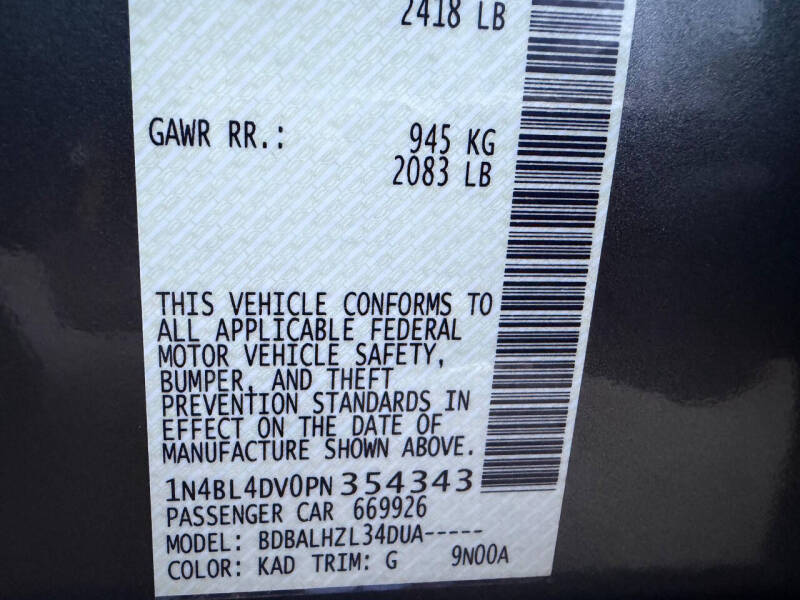 2418 LB
GAWR RR.: 945 KG
2083 LB
THIS VEHICLE CONFORMS TO
ALL APPLICABLE FEDERAL
MOTOR VEHICLE SAFETY,
BUMPER, AND THEFT
PREVENTION STANDARDS IN
EFFECT ON THE DATE OF
MANUFACTURE SHOWN ABOVE.
1N4BL4DV0PN354343
PASSENGER CAR 669926
MODEL: BDBALHZL34DUA-----
COLOR: KAD TRIM: G 9N00A